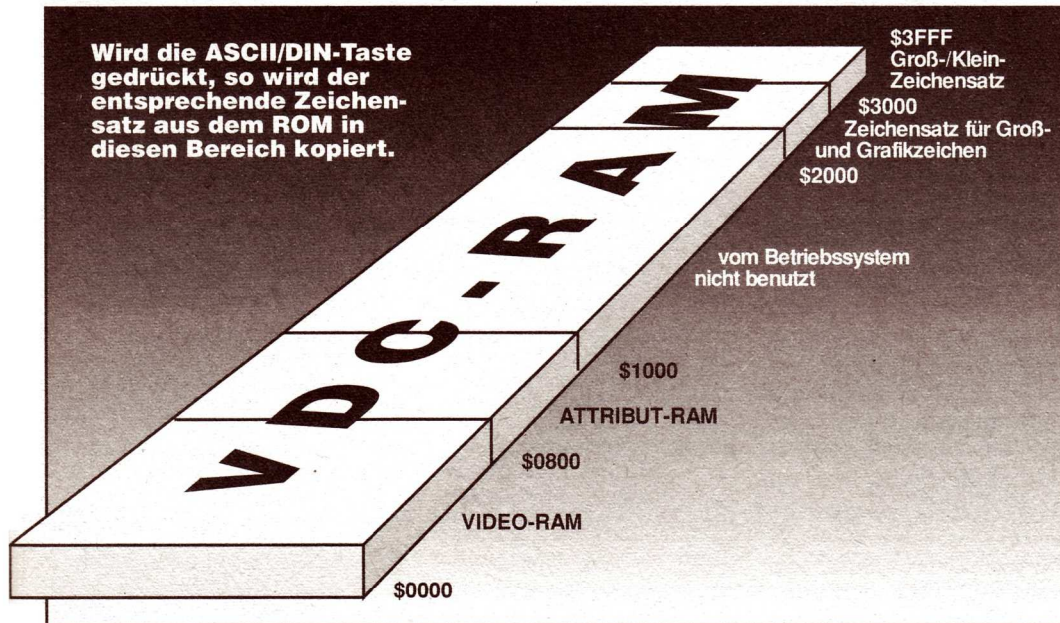 Wird die ASCII/DIN-Taste
gedrückt, so wird der
entsprechende Zeichen-
satz aus dem ROM in
diesen Bereich kopiert.
VDC-RAM
$3FFF
Groß-/Klein-
Zeichensatz
$3000
Zeichensatz für Groß-
und Grafikzeichen
$2000
vom Betriebssystem
nicht benutzt
$1000
ATTRIBUT-RAM
$0800
VIDEO-RAM
$0000